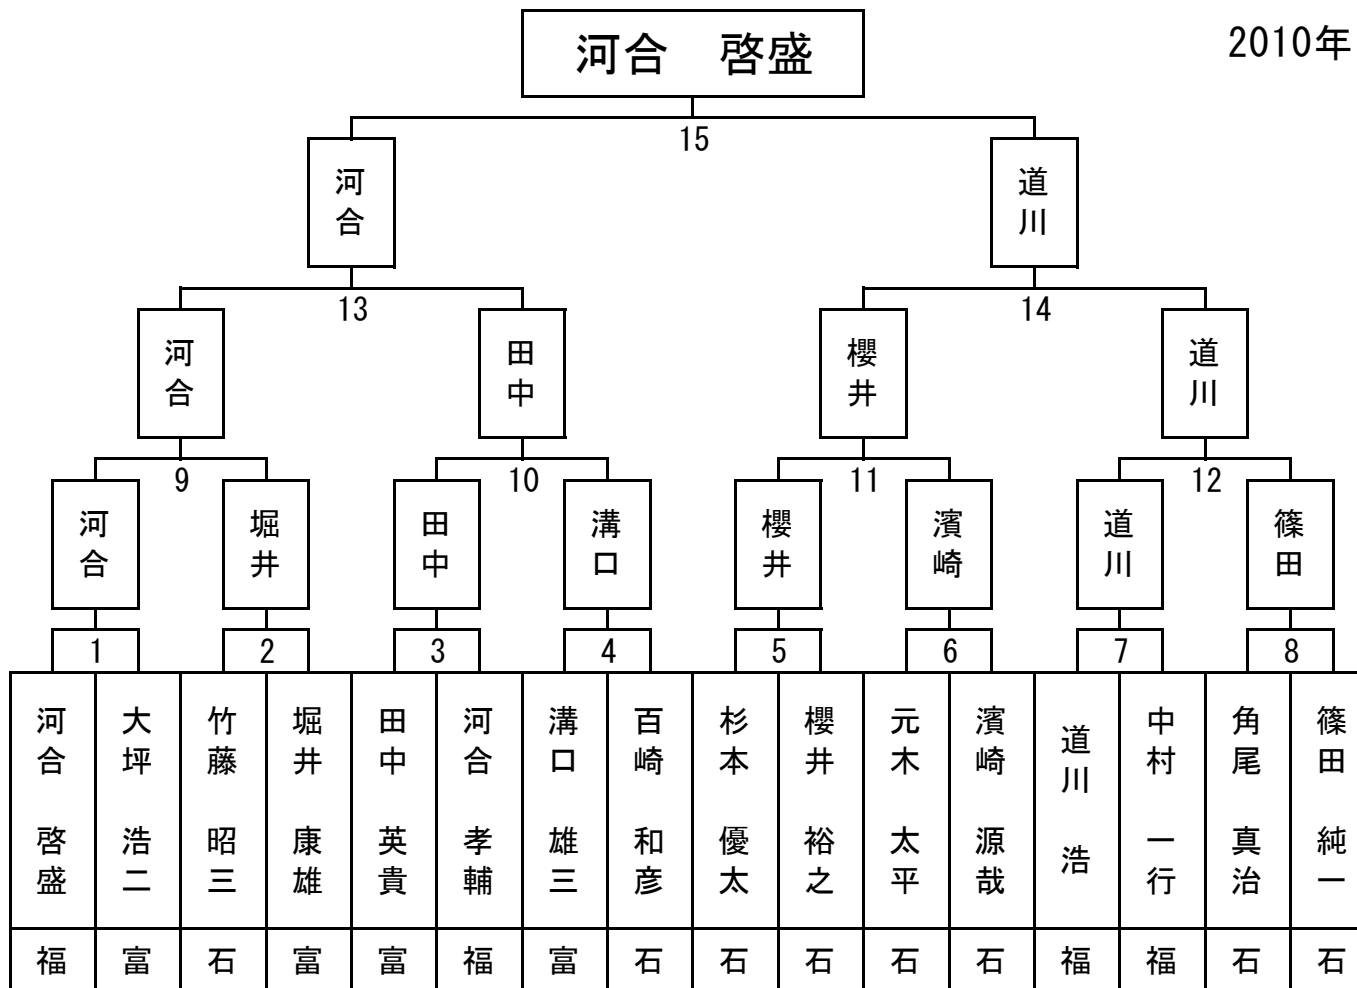 2010年
河合 啓盛
15
河合
道川
13
14
河合
田中
櫻井
道川
9
10
11
12
河合
堀井
田中
溝口
櫻井
濱崎
道川
篠田
1
2
3
4
5
6
7
8
河合 啓盛
大坪 浩二
竹藤 昭三
堀井 康雄
田中 英貴
河合 孝輔
溝口 雄三
百崎 和彦
杉本 優太
櫻井 裕之
元木 太平
濱崎 源哉
道川 浩
中村 一行
角尾 真治
篠田 純一
福
富
石
富
富
福
富
石
石
石
石
石
福
福
石
石